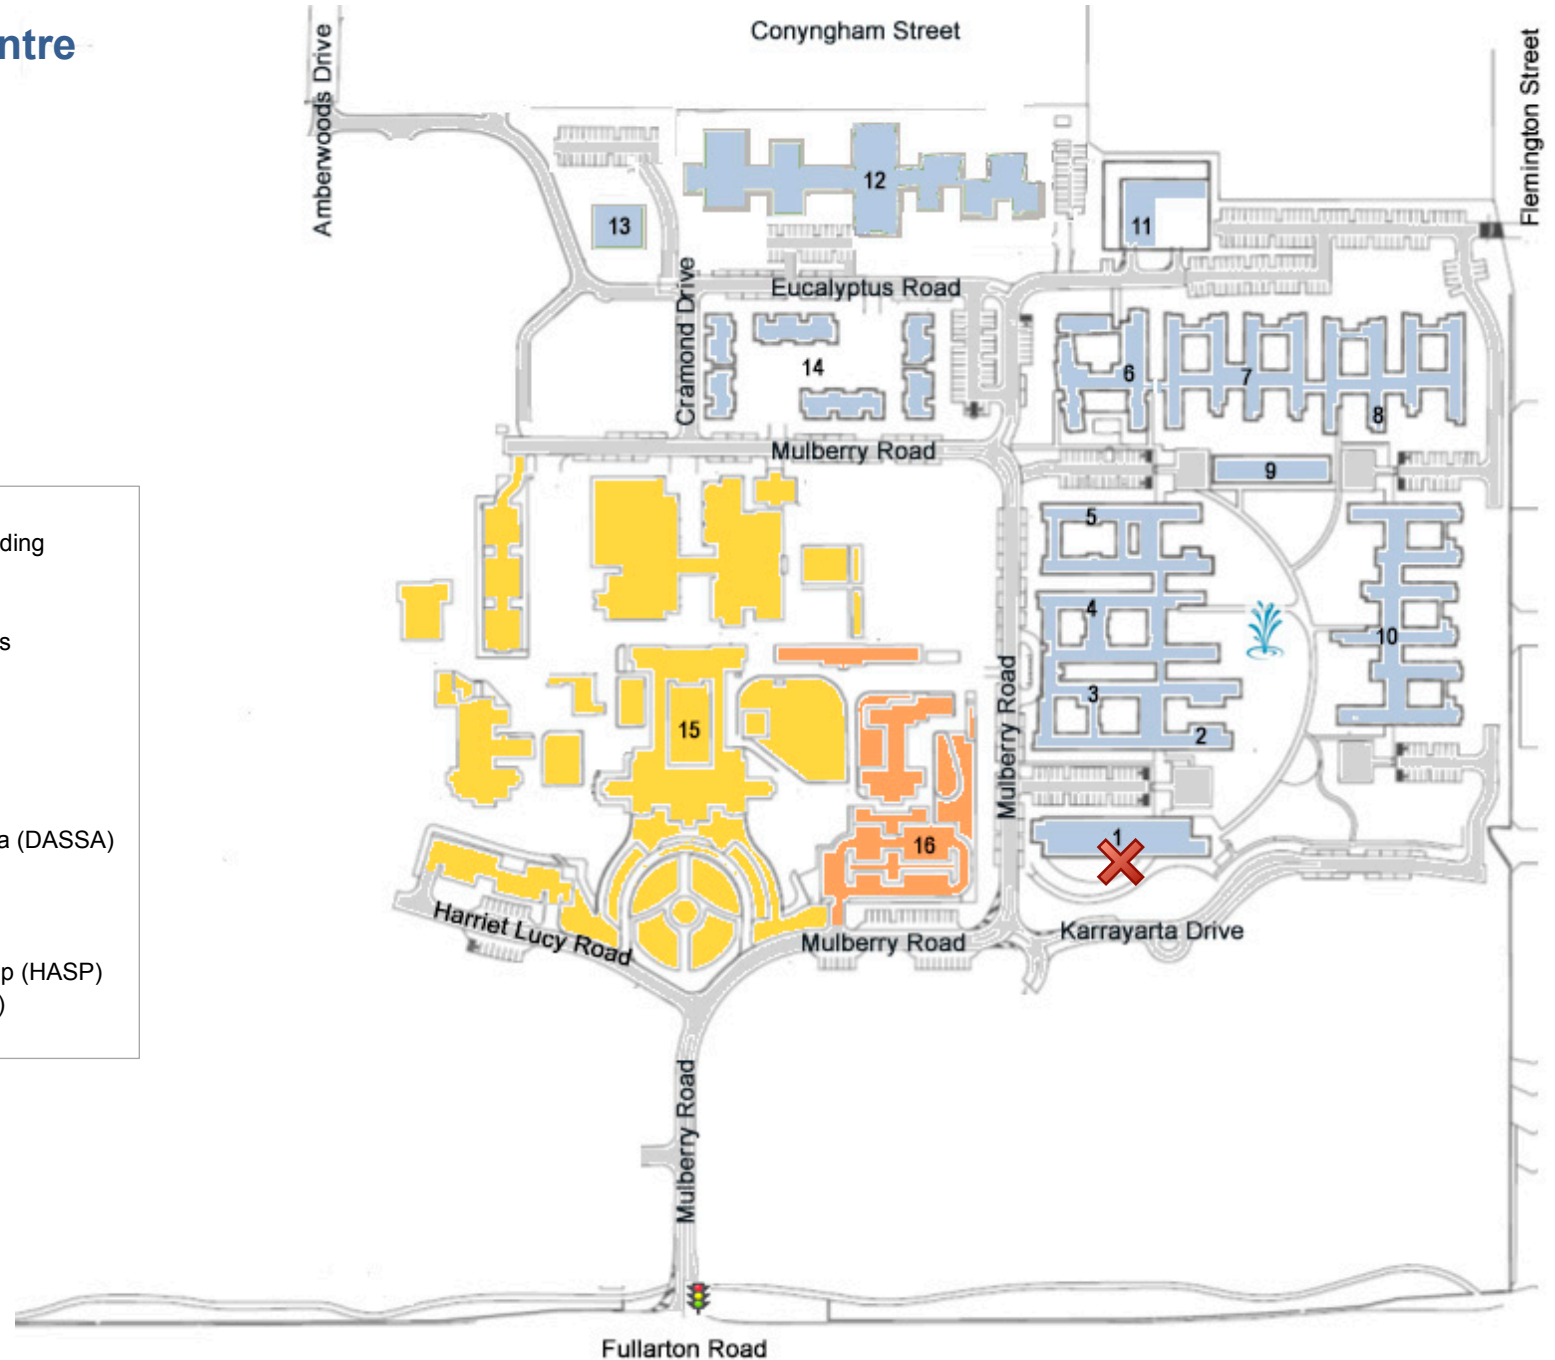 ntre
Conyngham Street
Amberwoods Drive
Flemington Street
12
13
11
Cramond Drive
Eucalyptus Road
14
6
7
8
Mulberry Road
9
5
ding
4
10
s
Mulberry Road
3
15
2
a (DASSA)
1
16
Harriet Lucy Road
Mulberry Road
Karrayarta Drive
p (HASP)
)
Mulberry Road
Fullarton Road